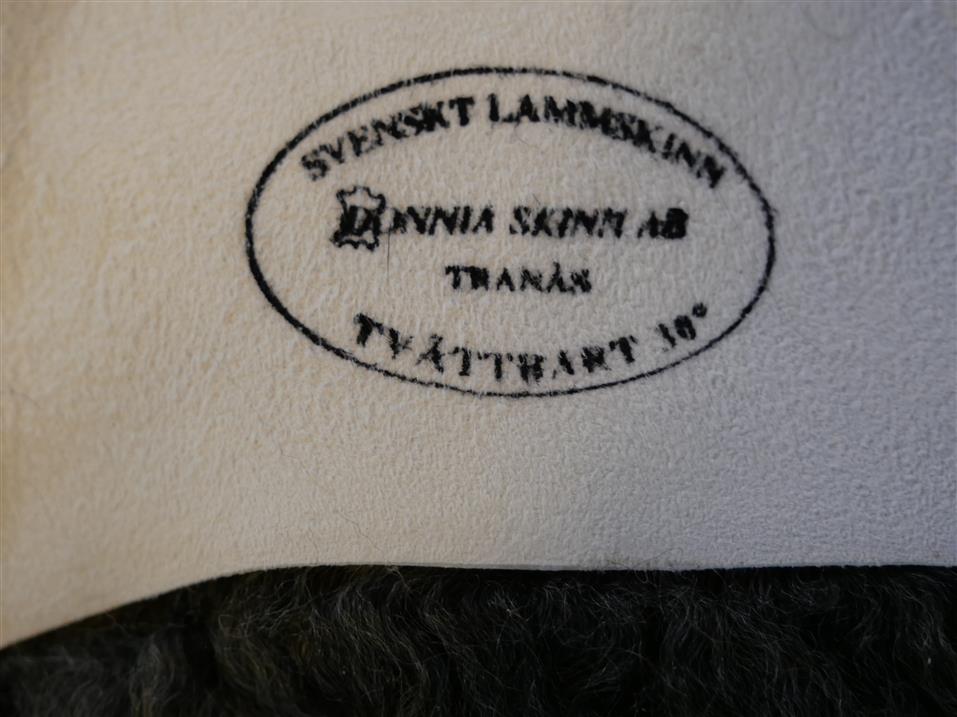 SVENSKT LAMMSKINN
DONNIA SKINN AB
TRANÅS
TVÄTTBART 30°